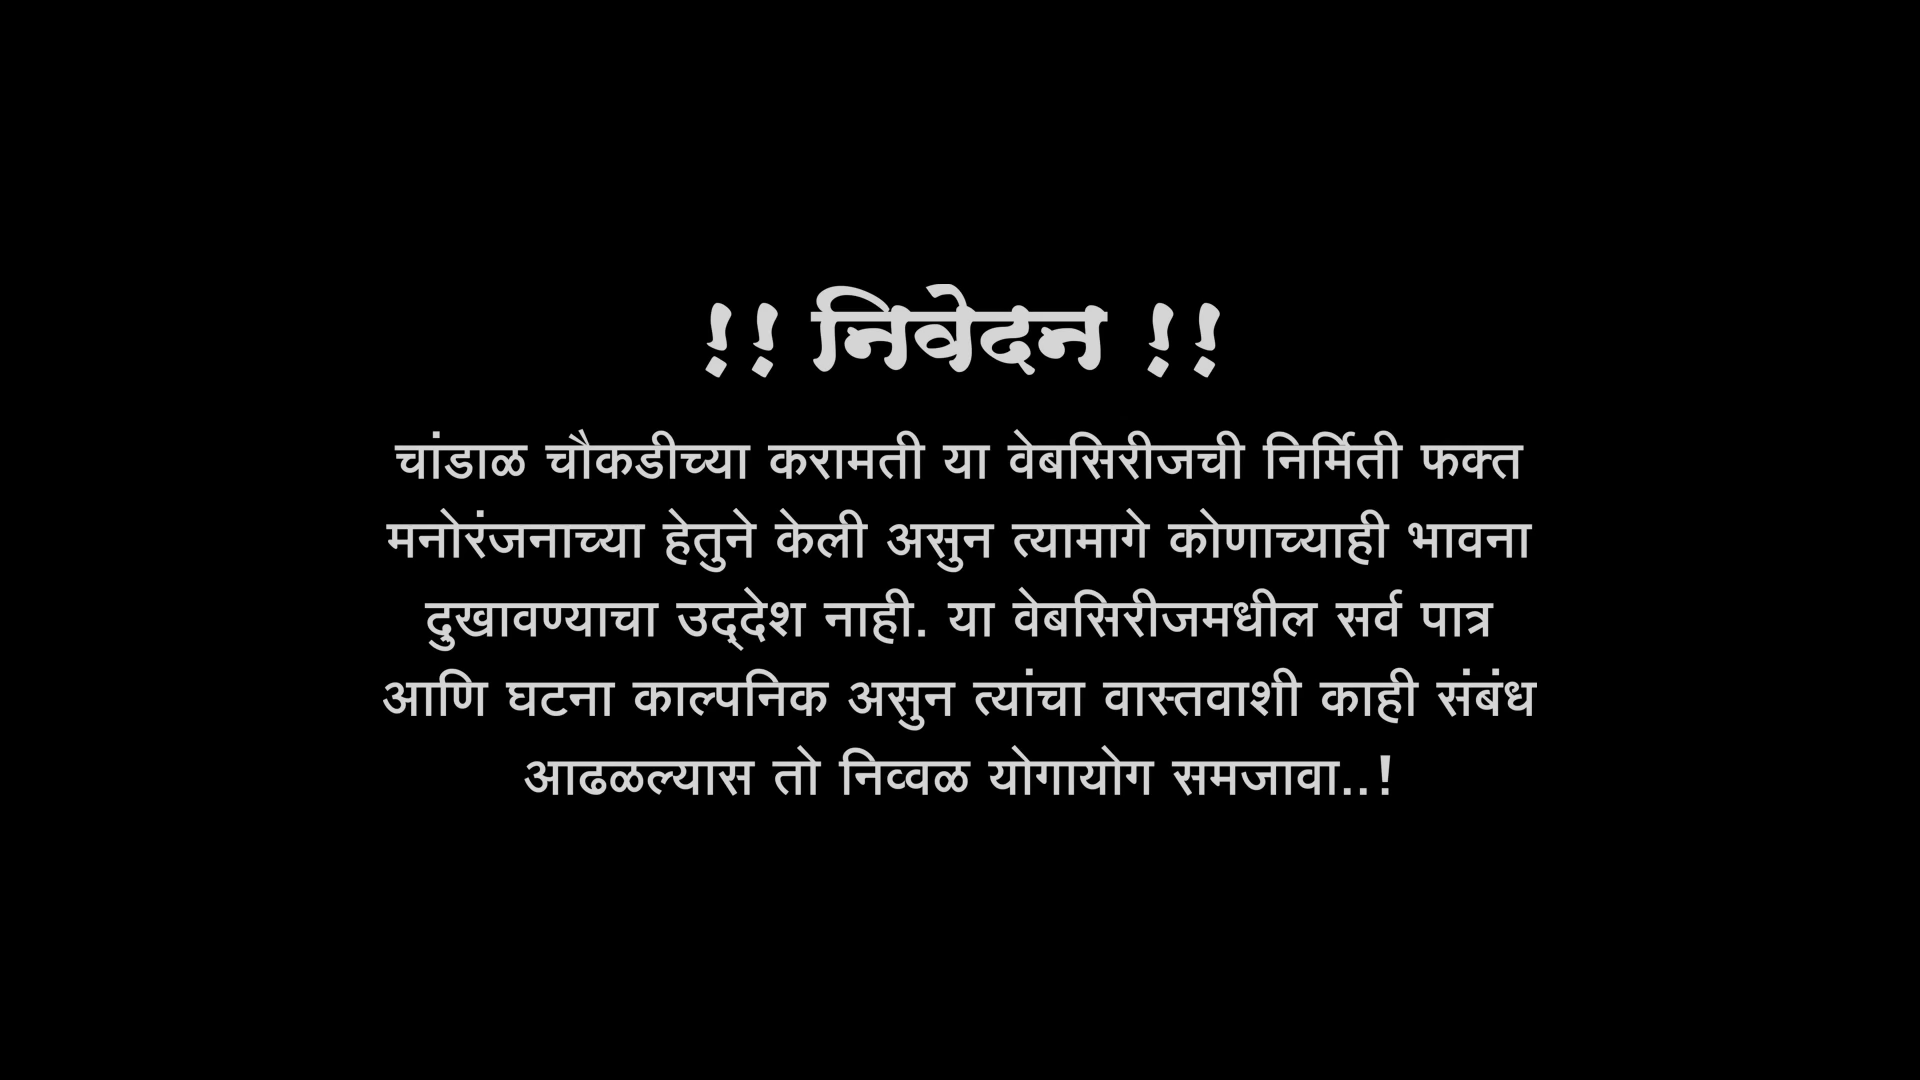 !! निवेदन !!
चांडाळ चौकडीच्या करामती या वेबसिरीजची निर्मिती फक्त
मनोरंजनाच्या हेतुने केली असुन त्यामागे कोणाच्याही भावना
दुखावण्याचा उद्‌देश नाही. या वेबसिरीजमधील सर्व पात्र
आणि घटना काल्पनिक असुन त्यांचा वास्तवाशी काही संबंध
आढळल्यास तो निव्वळ योगायोग समजावा..!